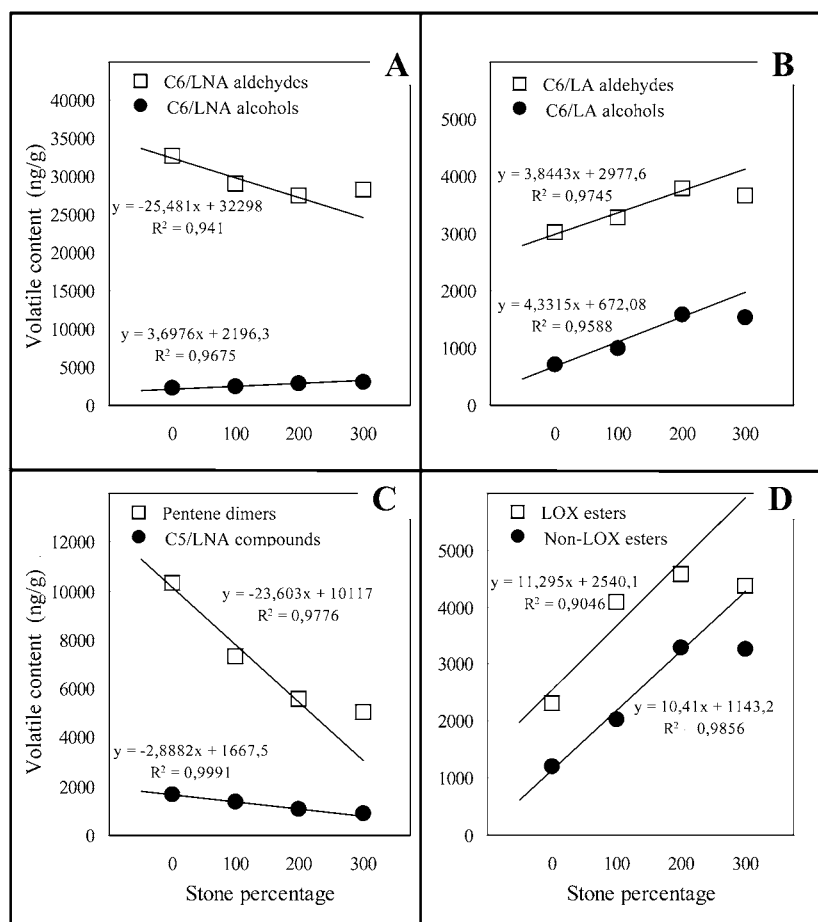 A
C6/LNA aldehydes
C6/LNA alcohols
Volatile content (ng/g)
40000
35000
30000
25000
20000
15000
10000
5000
0
y = -25,481x + 32298
R² = 0,941
y = 3,6976x + 2196,3
R² = 0,9675
0 100 200 300
B
C6/LA aldehydes
C6/LA alcohols
5000
4000
3000
2000
1000
0
y = 3,8443x + 2977,6
R² = 0,9745
y = 4,3315x + 672,08
R² = 0,9588
0 100 200 300
C
Pentene dimers
C5/LNA compounds
Volatile content (ng/g)
12000
10000
8000
6000
4000
2000
0
y = -23,603x + 10117
R² = 0,9776
y = -2,8882x + 1667,5
R² = 0,9991
0 100 200 300
Stone percentage
D
LOX esters
Non-LOX esters
5000
4000
3000
2000
1000
0
y = 11,295x + 2540,1
R² = 0,9046
y = 10,41x + 1143,2
R² = 0,9856
0 100 200 300
Stone percentage